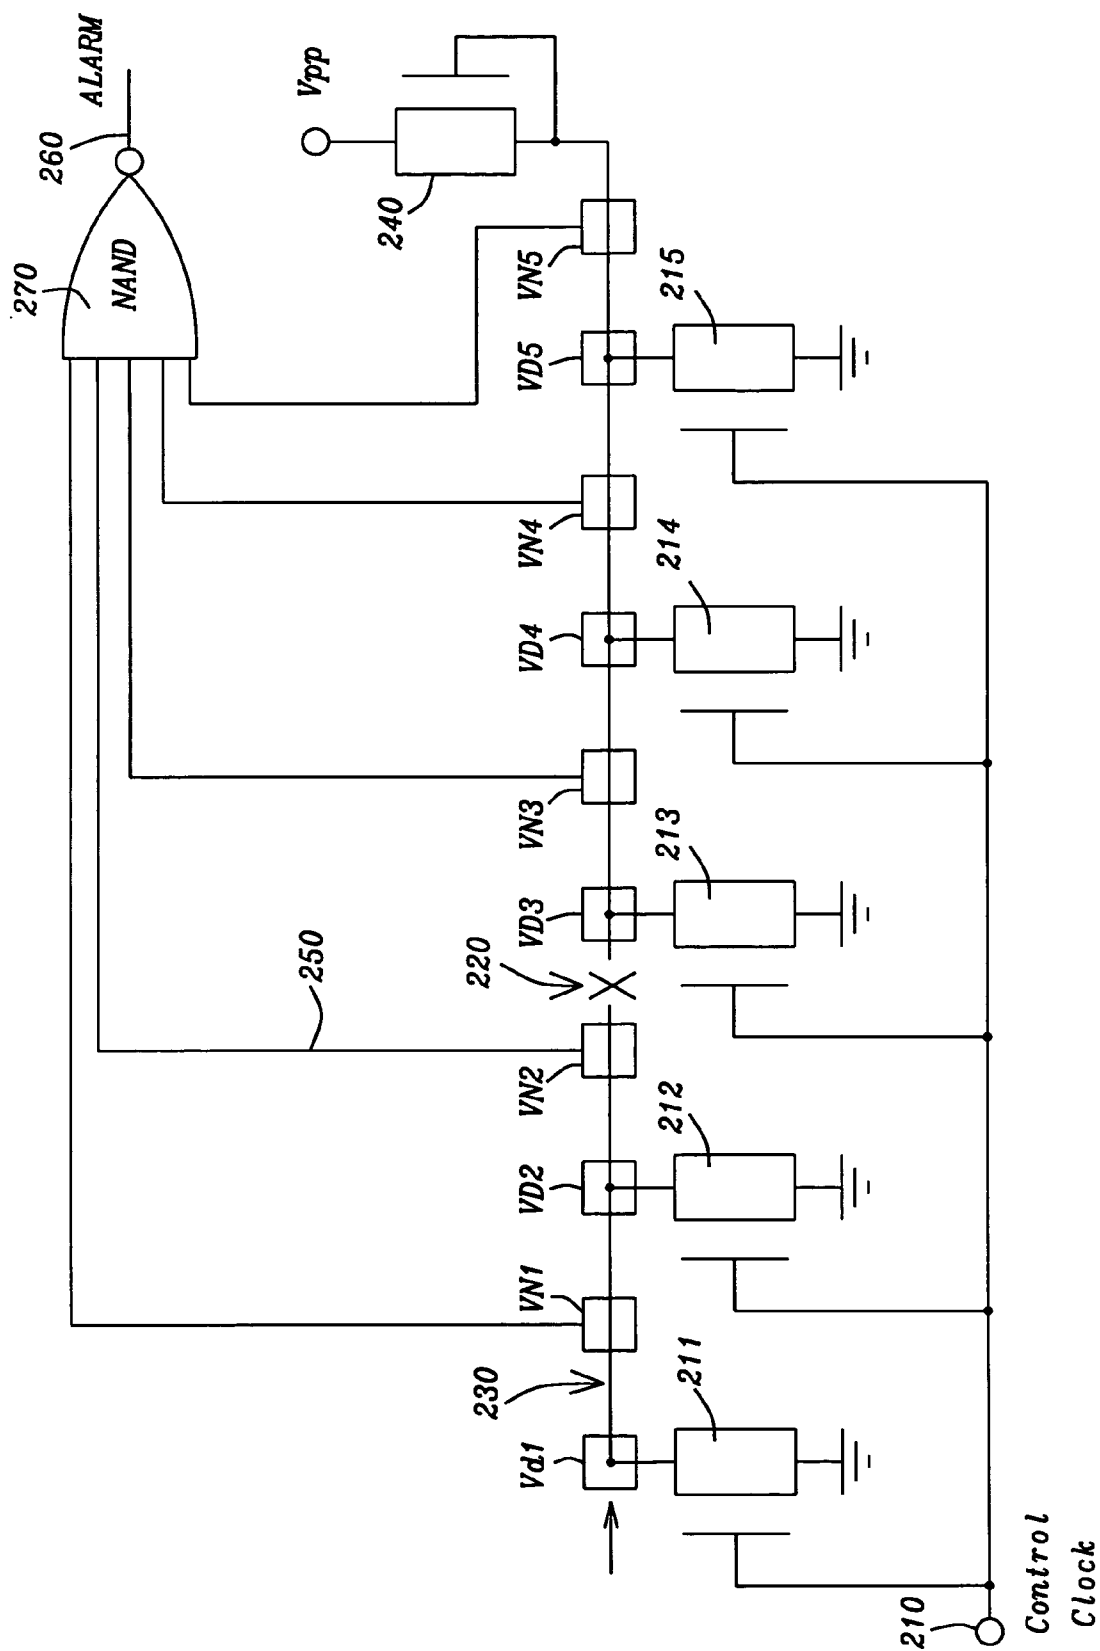 ALARM
260
270
NAND
Vpp
240
250
220
230
Vd1
VN1
VD2
VN2
VD3
VN3
VD4
VN4
VD5
VN5
211
212
213
214
215
210
Control
Clock